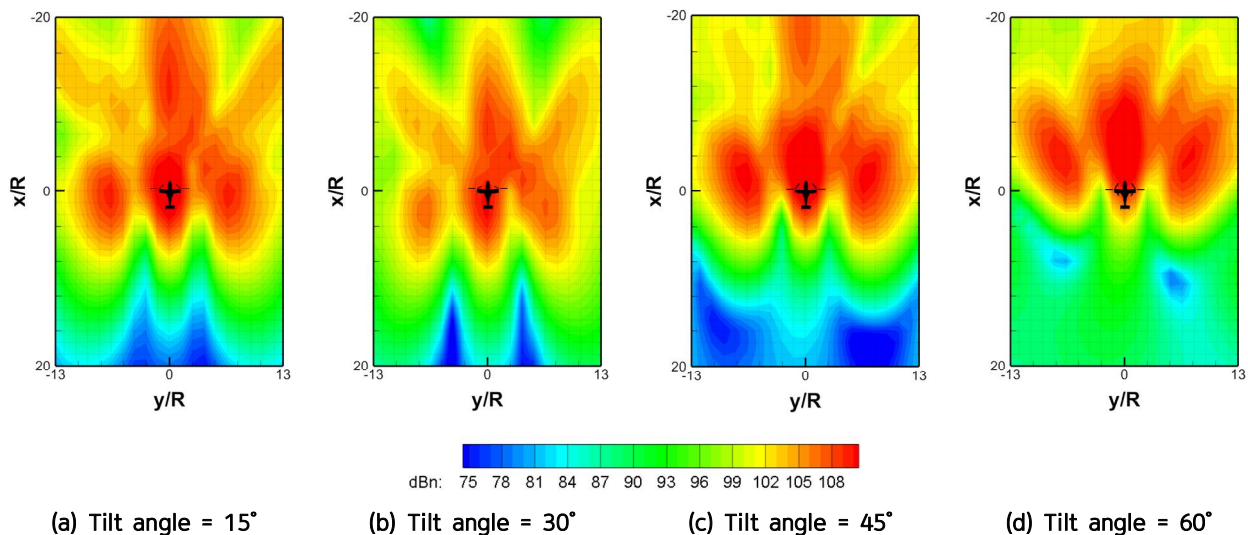 -20 -20 -20 -20
x/R x/R x/R x/R
0 0 0 0
20 20 20 20
-13 0 13 -13 0 13 -13 0 13 -13 0 13
y/R y/R y/R y/R
dBn: 75 78 81 84 87 90 93 96 99 102 105 108
(a) Tilt angle = 15° (b) Tilt angle = 30° (c) Tilt angle = 45° (d) Tilt angle = 60°